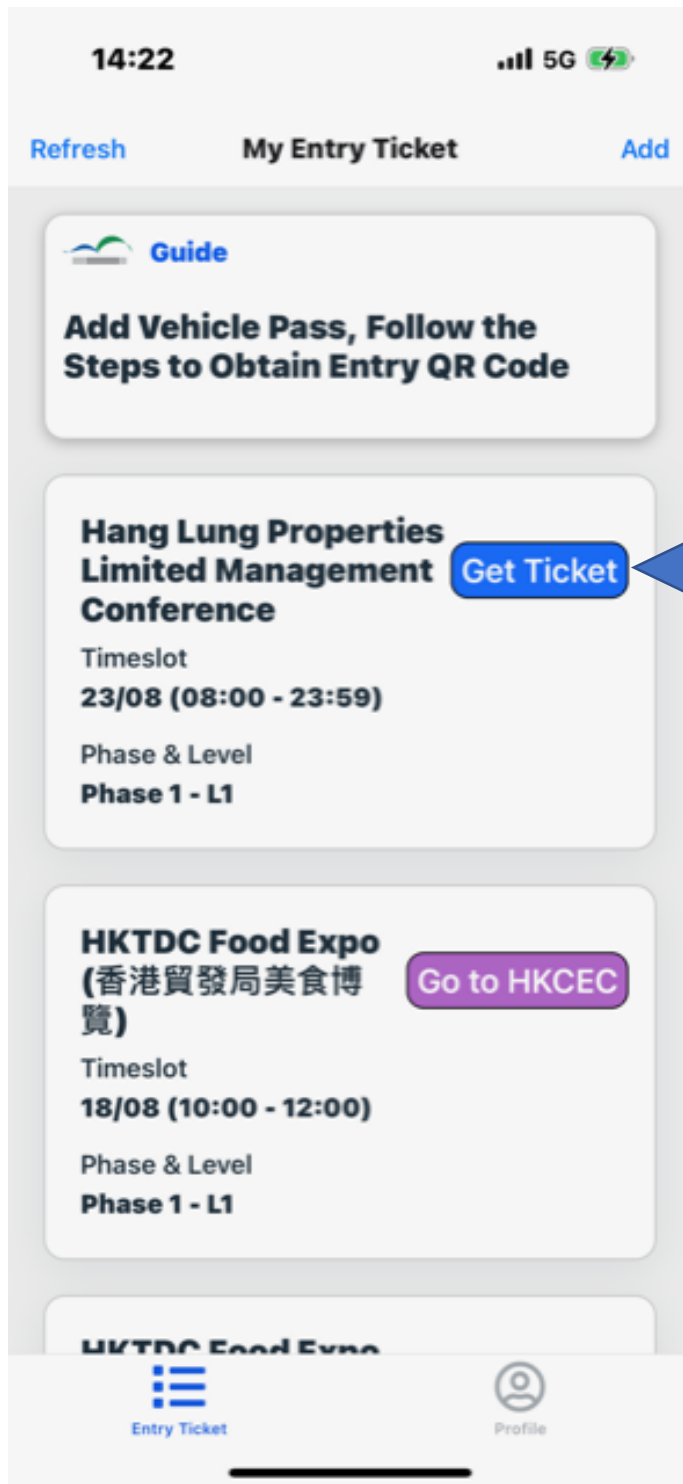 14:22
5G
Refresh My Entry Ticket Add
Guide
Add Vehicle Pass, Follow the
Steps to Obtain Entry QR Code
Hang Lung Properties
Limited Management
Conference
Get Ticket
Timeslot
23/08 (08:00 - 23:59)
Phase & Level
Phase 1 - L1
HKTDC Food Expo
(香港貿發局美食博
覽)
Go to HKCEC
Timeslot
18/08 (10:00 - 12:00)
Phase & Level
Phase 1 - L1
HKTDC Food Expo
Entry Ticket Profile